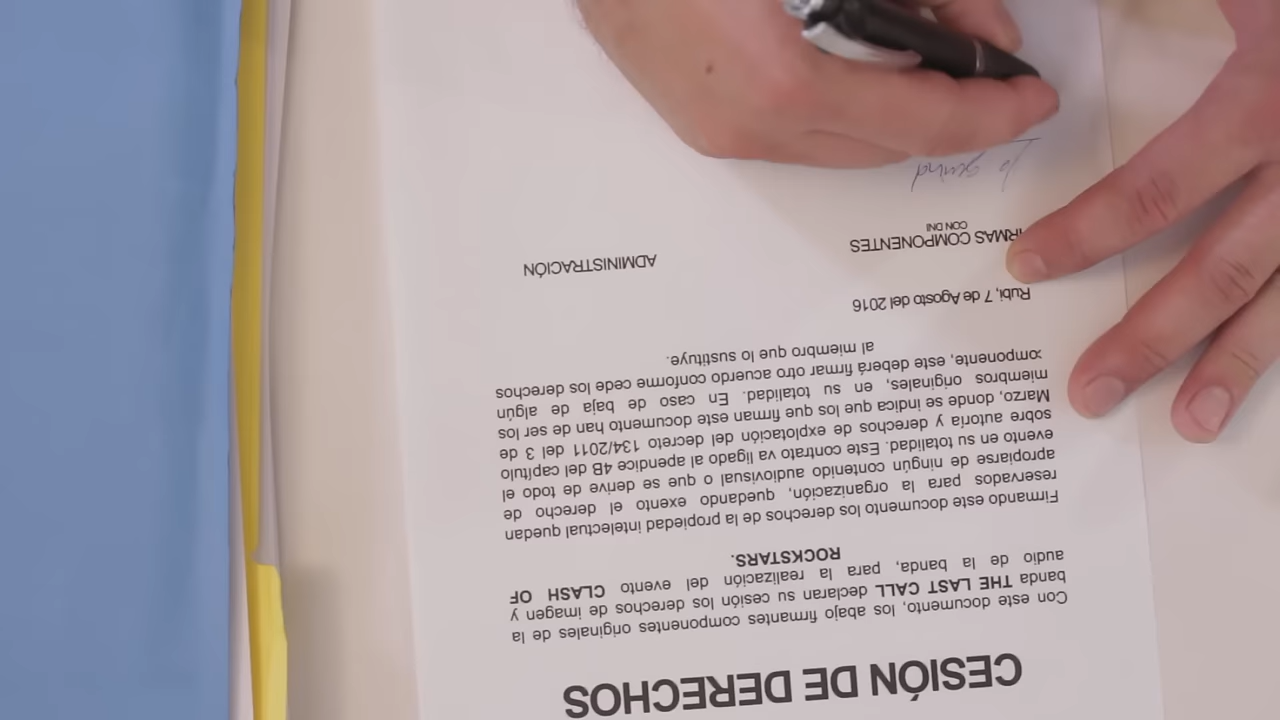 CESIÓN DE DERECHOS
Con este documento, los abajo firmantes componentes originales de la
banda THE LAST CALL declaran su cesión los derechos de imagen y
audio de la banda, para la realización del evento CLASH OF
ROCKSTARS.
Firmando este documento los derechos de la propiedad intelectual quedan
reservados para la organización, quedando exento el derecho de
apropiarse de ningún contenido audiovisual o que se derive de todo el
evento en su totalidad. Este contrato va ligado al apendice 4B del capítulo
sobre autoria y derechos de explotación del decreto 134/2011 del 3 de
Marzo, donde se indica que los que firman este documento han de ser los
miembros originales, en su totalidad. En caso de baja de algún
componente, este deberá firmar otro acuerdo conforme cede los derechos
al miembro que lo sustituye.
Rubi, 7 de Agosto del 2016
IRMAS COMPONENTES
CON DNI
ADMINISTRACIÓN